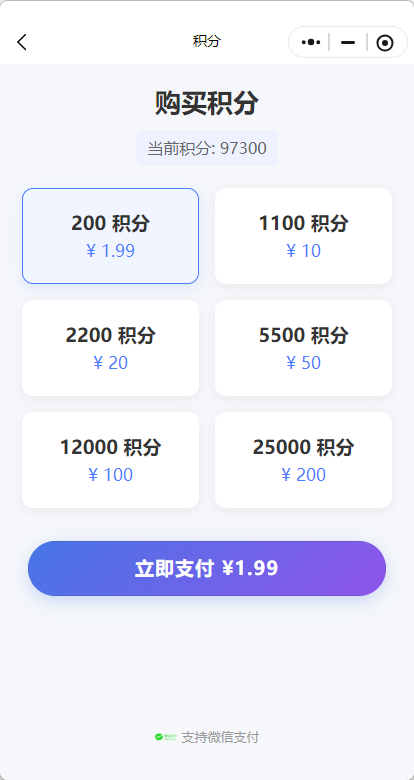 积分
购买积分
当前积分: 97300
200 积分
¥ 1.99
1100 积分
¥ 10
2200 积分
¥ 20
5500 积分
¥ 50
12000 积分
¥ 100
25000 积分
¥ 200
立即支付 ¥1.99
支持微信支付